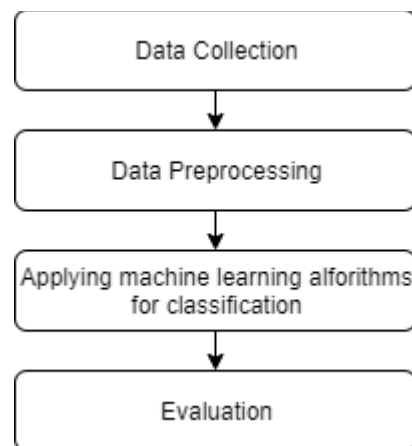 Data Collection
Data Preprocessing
Applying machine learning alforithms
for classification
Evaluation